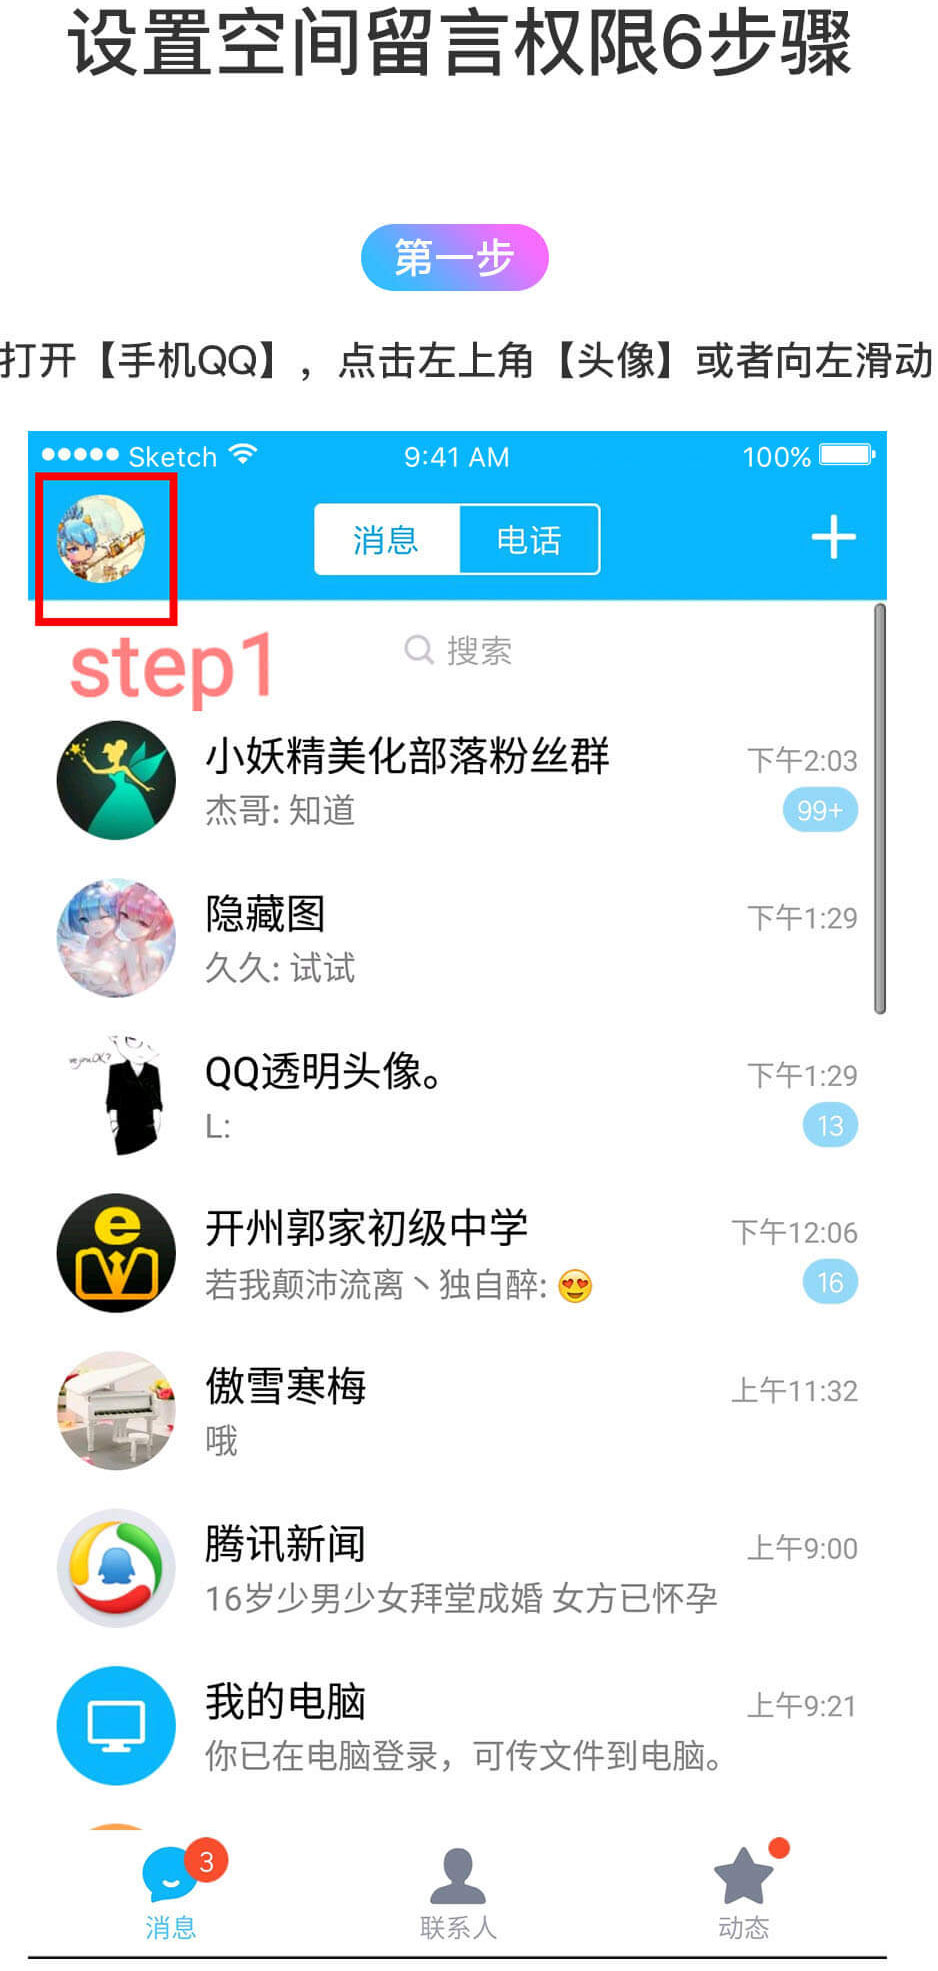 设置空间留言权限6步骤
第一步
打开【手机QQ】，点击左上角【头像】或者向左滑动
Sketch 9:41 AM 100%
消息 电话
step1
搜索
小妖精美化部落粉丝群 下午2:03
杰哥: 知道 99+
隐藏图 下午1:29
久久: 试试
QQ透明头像。 下午1:29
L: 13
开州郭家初级中学 下午12:06
若我颠沛流离丶独自醉: 😍 16
傲雪寒梅 上午11:32
哦
腾讯新闻 上午9:00
16岁少男少女拜堂成婚 女方已怀孕
我的电脑 上午9:21
你已在电脑登录，可传文件到电脑。
3
消息 联系人 动态